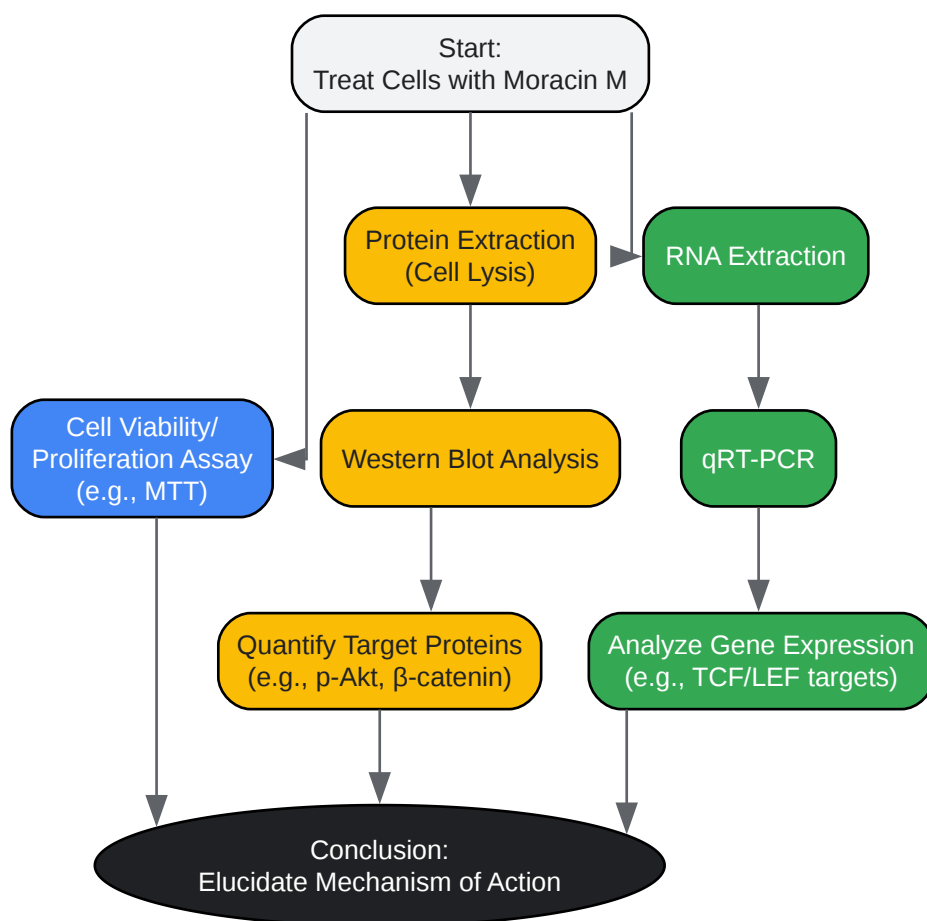 Start:
Treat Cells with Moracin M
Protein Extraction
(Cell Lysis)
RNA Extraction
Cell Viability/
Proliferation Assay
(e.g., MTT)
Western Blot Analysis
qRT-PCR
Quantify Target Proteins
(e.g., p-Akt, β-catenin)
Analyze Gene Expression
(e.g., TCF/LEF targets)
Conclusion:
Elucidate Mechanism of Action